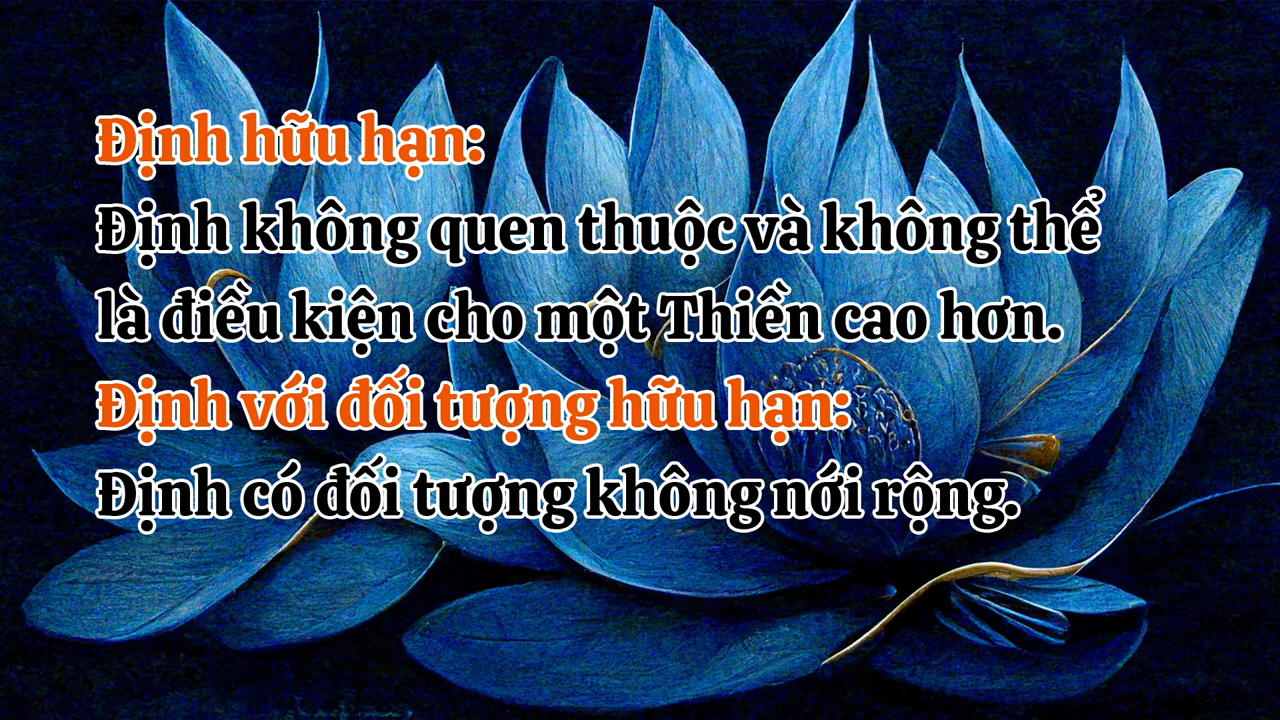 Định hữu hạn:
Định không quen thuộc và không thể
là điều kiện cho một Thiền cao hơn.
Định với đối tượng hữu hạn:
Định có đối tượng không nới rộng.